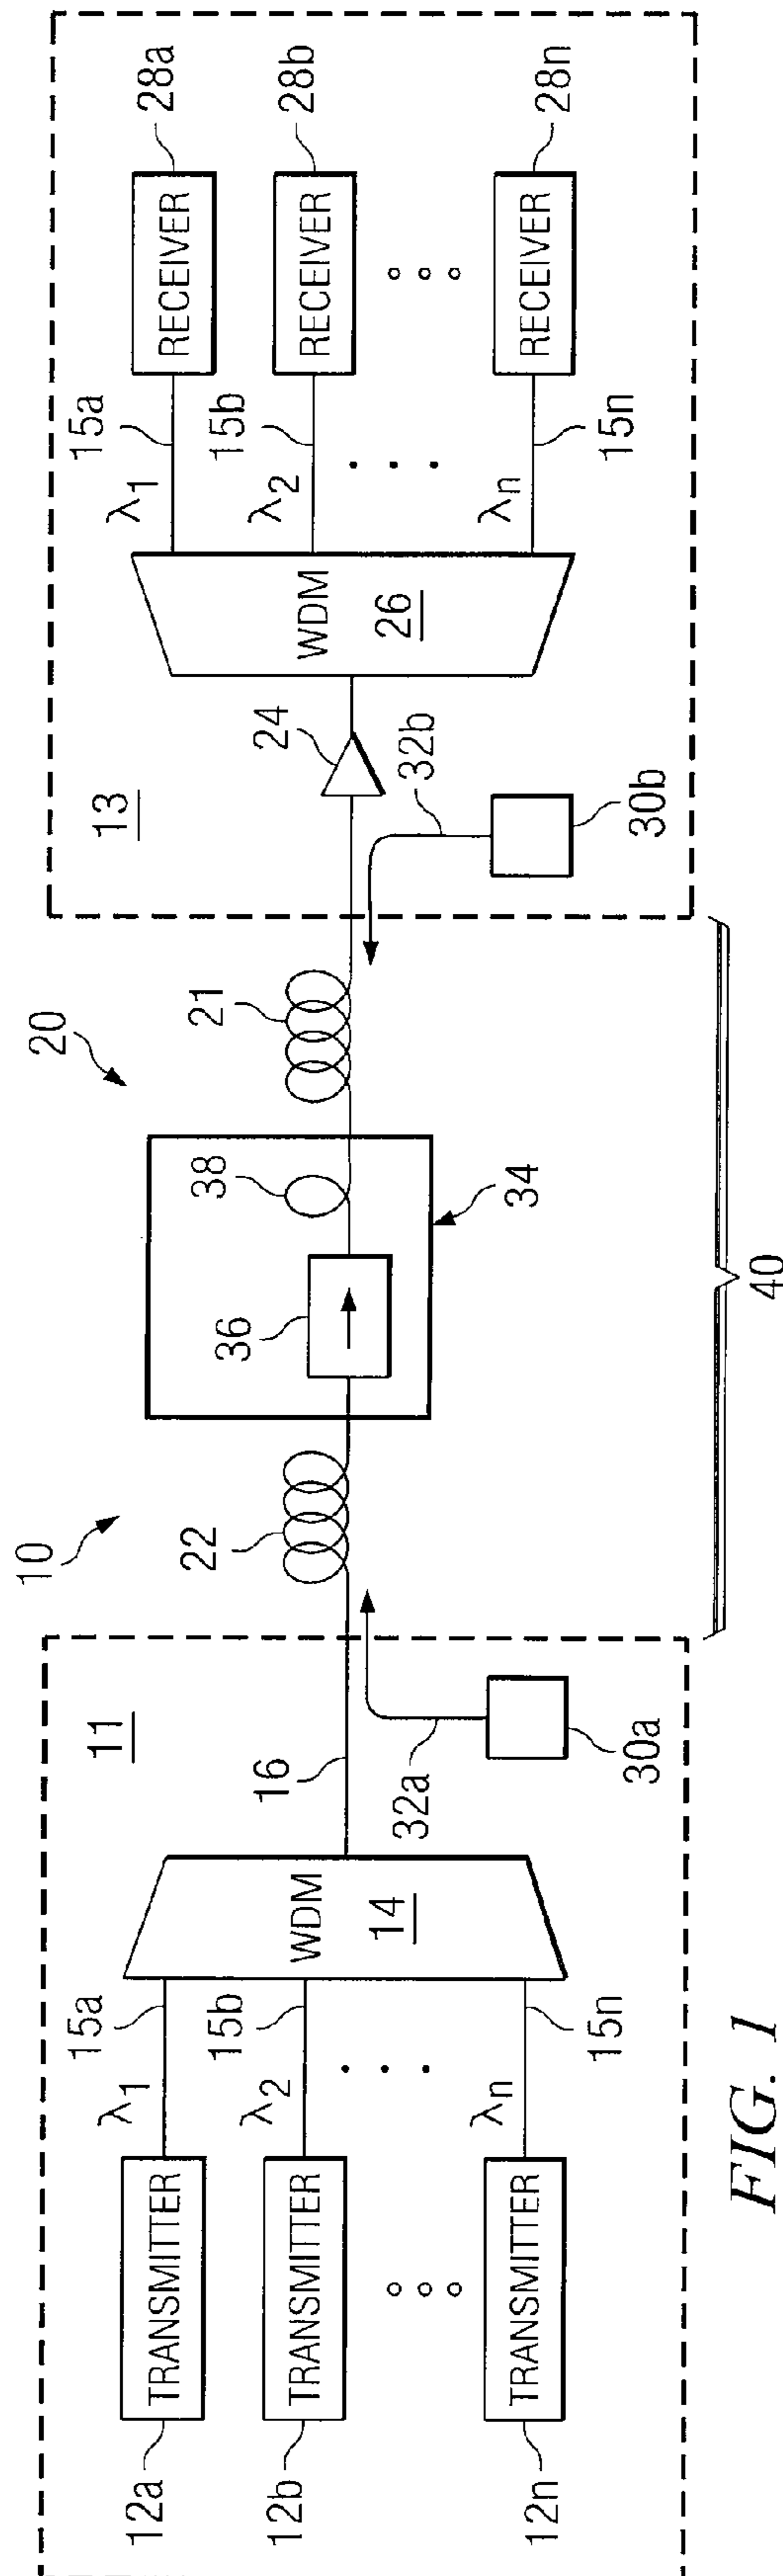 10
20
11
13
12a
TRANSMITTER
λ1
15a
12b
TRANSMITTER
λ2
15b
12n
TRANSMITTER
λn
15n
WDM
14
16
32a
30a
22
36
38
34
21
40
32b
30b
24
WDM
26
λ1
15a
RECEIVER
28a
λ2
15b
RECEIVER
28b
λn
15n
RECEIVER
28n
FIG. 1